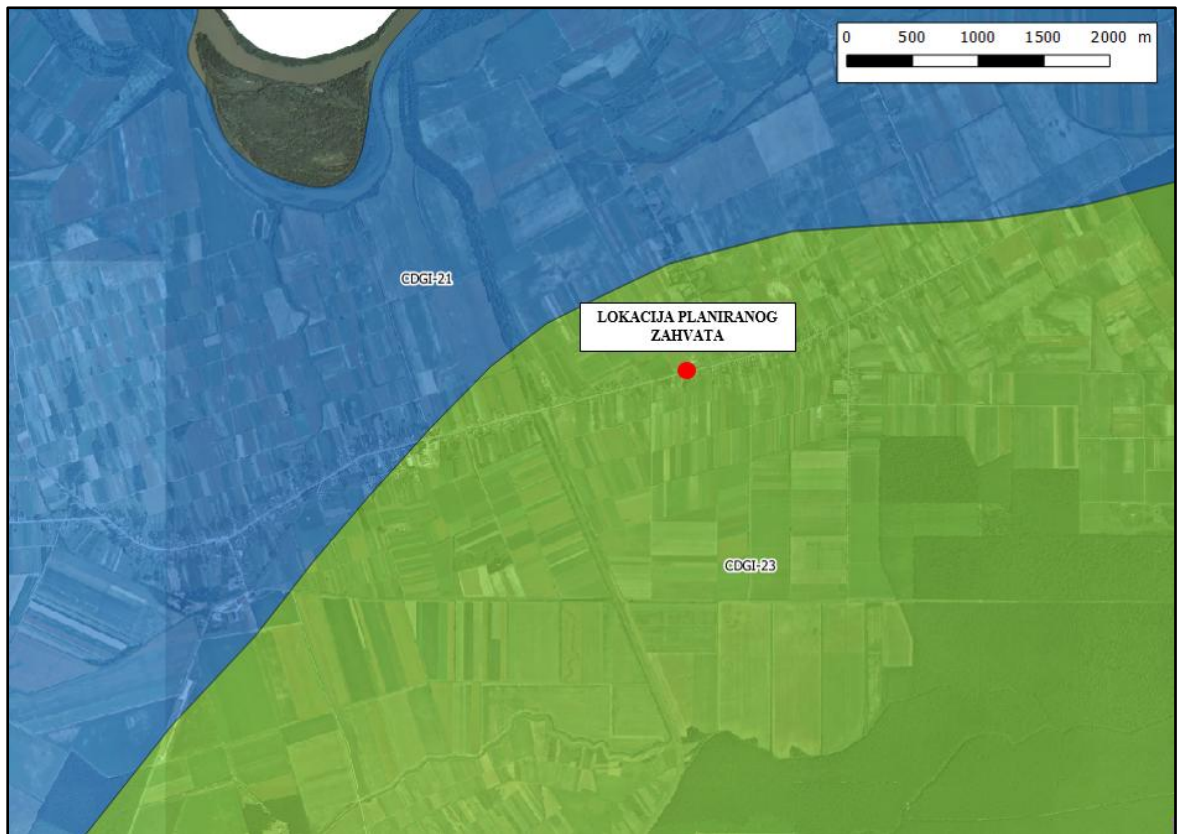 0 500 1000 1500 2000 m
CDGI-21
LOKACIJA PLANIRANOG
ZAHVATA
CDGI-23